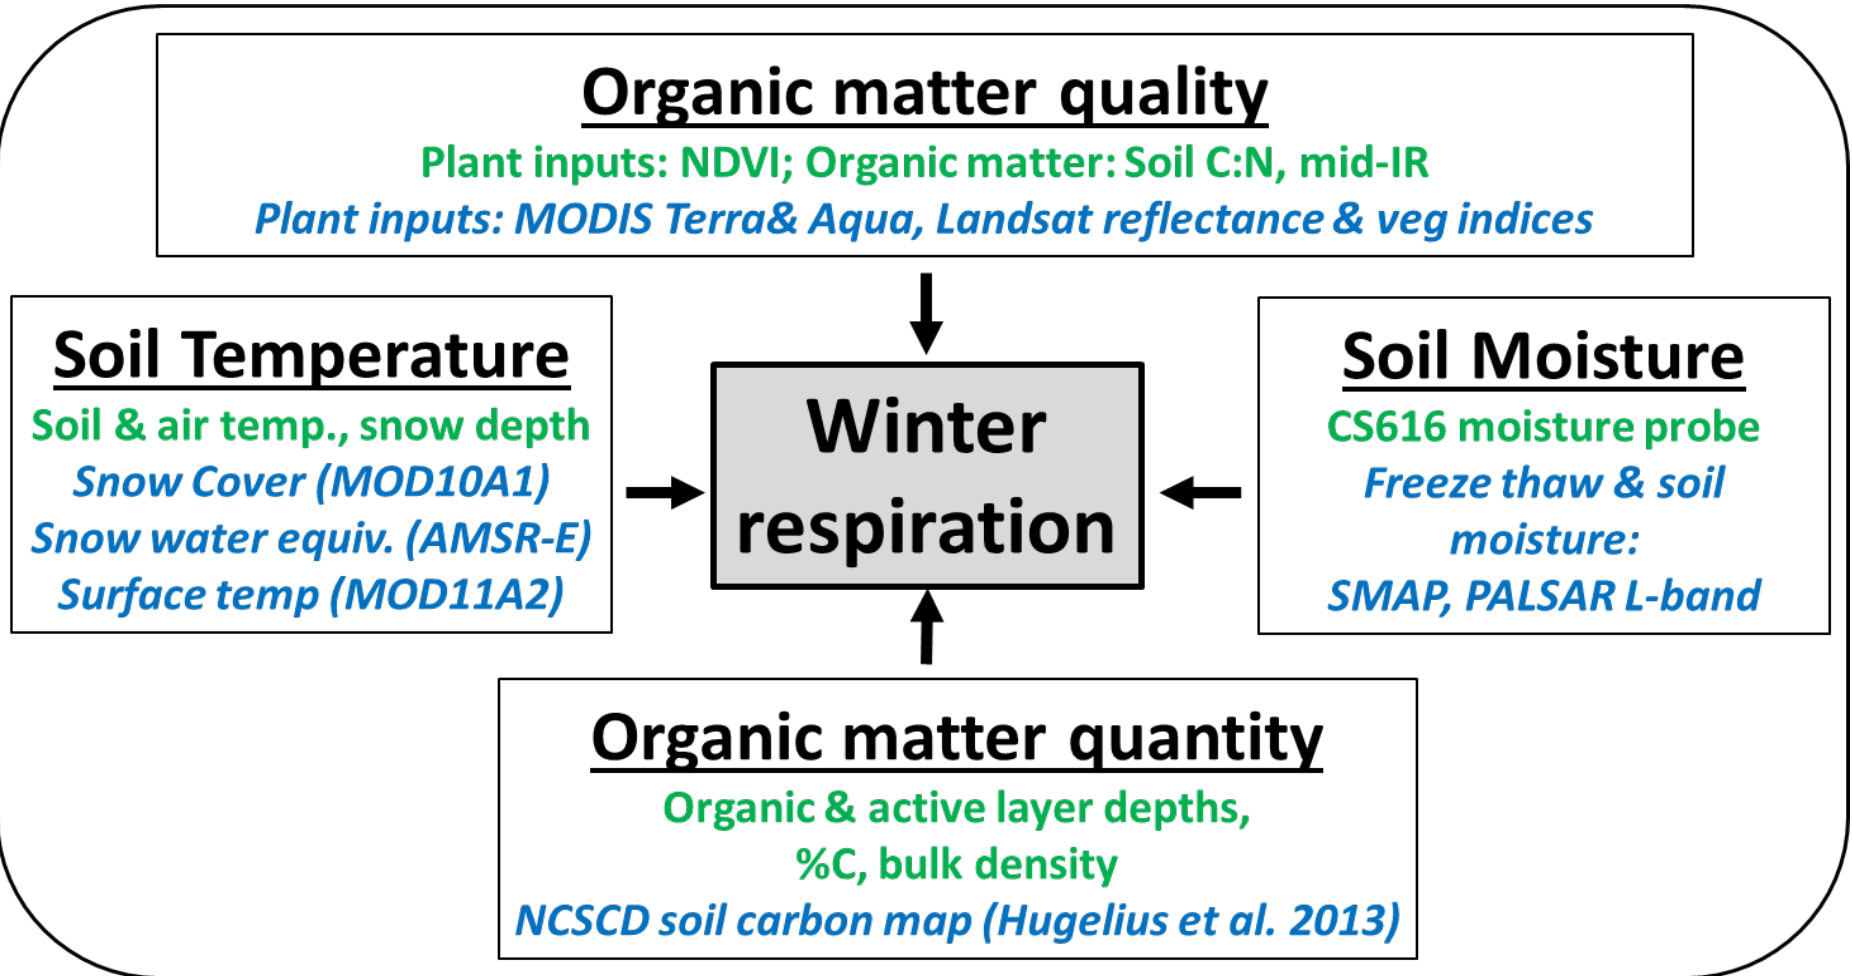 Organic matter quality
Plant inputs: NDVI; Organic matter: Soil C:N, mid-IR
Plant inputs: MODIS Terra& Aqua, Landsat reflectance & veg indices
Soil Temperature
Soil & air temp., snow depth
Snow Cover (MOD10A1)
Snow water equiv. (AMSR-E)
Surface temp (MOD11A2)
Winter
respiration
Soil Moisture
CS616 moisture probe
Freeze thaw & soil
moisture:
SMAP, PALSAR L-band
Organic matter quantity
Organic & active layer depths,
%C, bulk density
NCSCD soil carbon map (Hugelius et al. 2013)